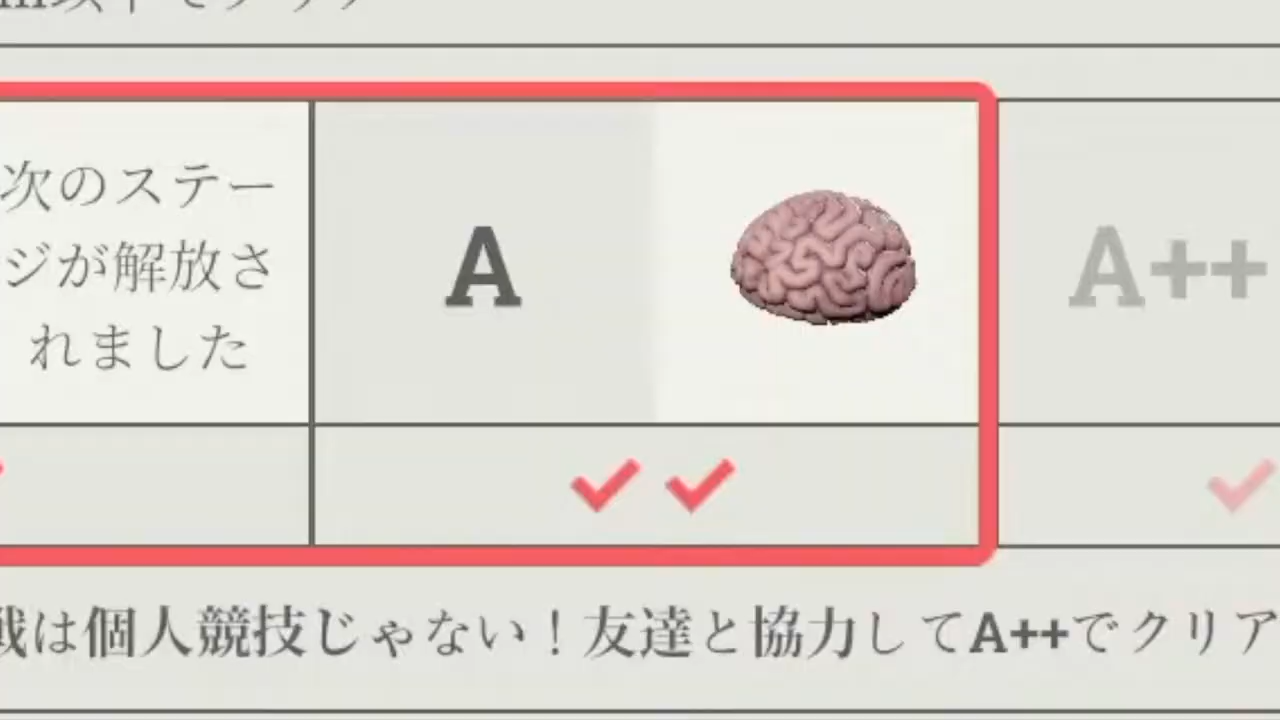 次のステー
ジが解放さ
れました
A
A++
戦は個人競技じゃない！友達と協力してA++でクリア